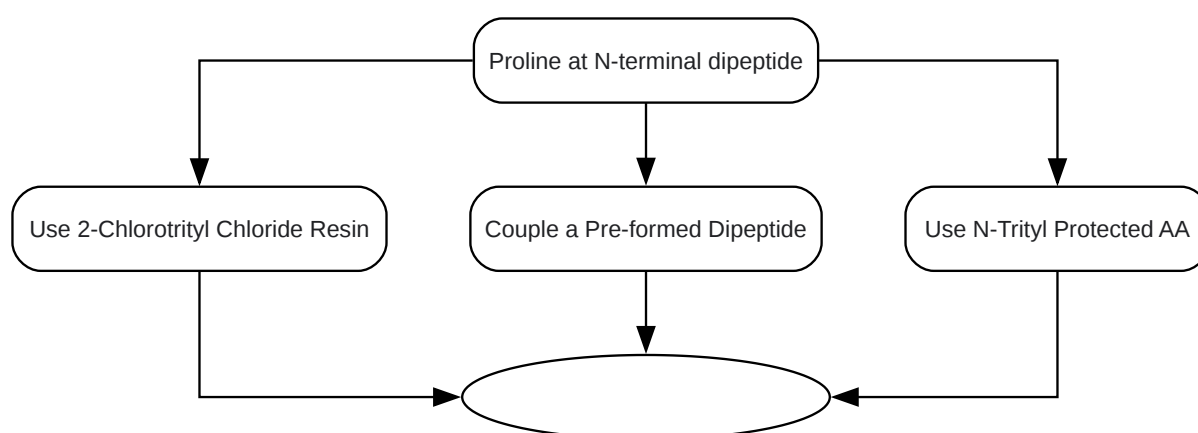 Proline at N-terminal dipeptide
Use 2-Chlorotrityl Chloride Resin
Couple a Pre-formed Dipeptide
Use N-Trityl Protected AA